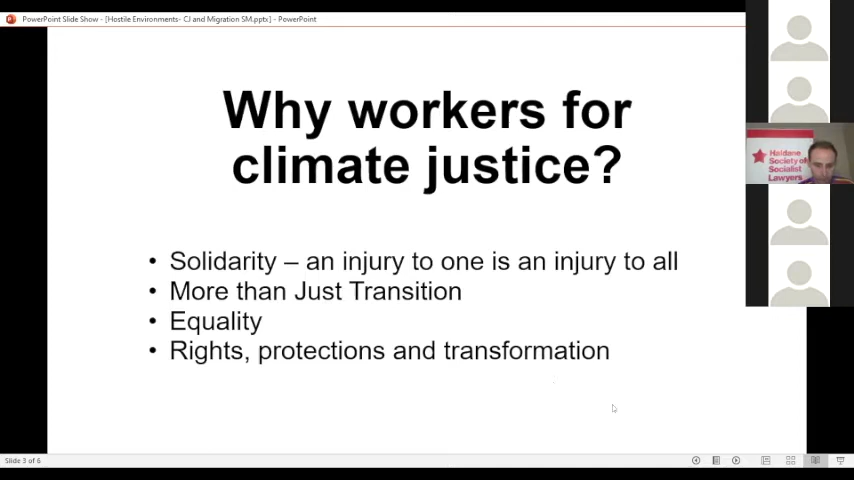 PowerPoint Slide Show - [Hostile Environments- CJ and Migration SM.pptx] - PowerPoint
Why workers for
climate justice?
• Solidarity – an injury to one is an injury to all
• More than Just Transition
• Equality
• Rights, protections and transformation
Haldane
Society of
Socialist
Lawyers
Slide 3 of 6